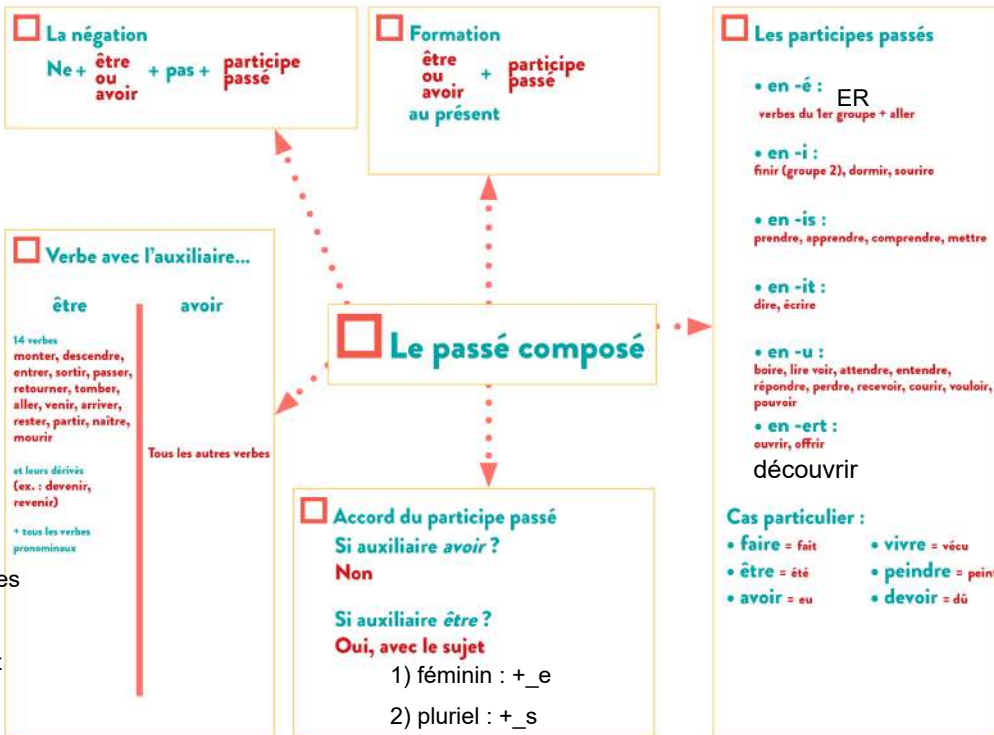 La négation
Ne + être ou avoir + pas + participe passé
Formation
être ou avoir + participe passé
au présent
Les participes passés
• en -é : ER
verbes du 1er groupe + aller
• en -i :
finir (groupe 2), dormir, sourire
• en -is :
prendre, apprendre, comprendre, mettre
• en -it :
dire, écrire
• en -u :
boire, lire voir, attendre, entendre,
répondre, perdre, recevoir, courir, vouloir,
pouvoir
• en -ert :
ouvrir, offrir
découvrir
Cas particulier :
• faire = fait
• vivre = vécu
• être = été
• peindre = peint
• avoir = eu
• devoir = dû
Verbe avec l'auxiliaire...
être
avoir
14 verbes
monter, descendre,
entrer, sortir, passer,
retourner, tomber,
aller, venir, arriver,
rester, partir, naître,
mourir
et leurs dérivés
(ex. : devenir,
revenir)
+ tous les verbes
pronominaux
Tous les autres verbes
es
Le passé composé
Accord du participe passé
Si auxiliaire avoir ?
Non
Si auxiliaire être ?
Oui, avec le sujet
1) féminin : +_e
2) pluriel : +_s